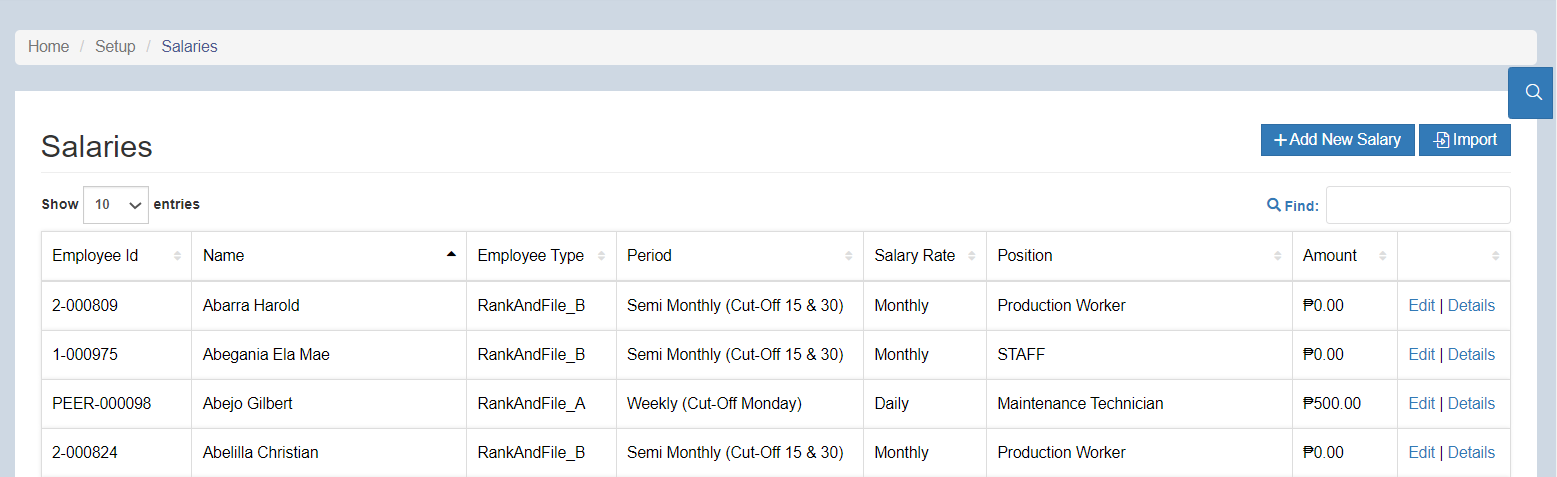 Home / Setup / Salaries
Salaries
+ Add New Salary Import
Show 10 entries Find:
Employee Id Name Employee Type Period Salary Rate Position Amount
2-000809 Abarra Harold RankAndFile_B Semi Monthly (Cut-Off 15 & 30) Monthly Production Worker ₱0.00 Edit | Details
1-000975 Abegania Ela Mae RankAndFile_B Semi Monthly (Cut-Off 15 & 30) Monthly STAFF ₱0.00 Edit | Details
PEER-000098 Abejo Gilbert RankAndFile_A Weekly (Cut-Off Monday) Daily Maintenance Technician ₱500.00 Edit | Details
2-000824 Abelilla Christian RankAndFile_B Semi Monthly (Cut-Off 15 & 30) Monthly Production Worker ₱0.00 Edit | Details